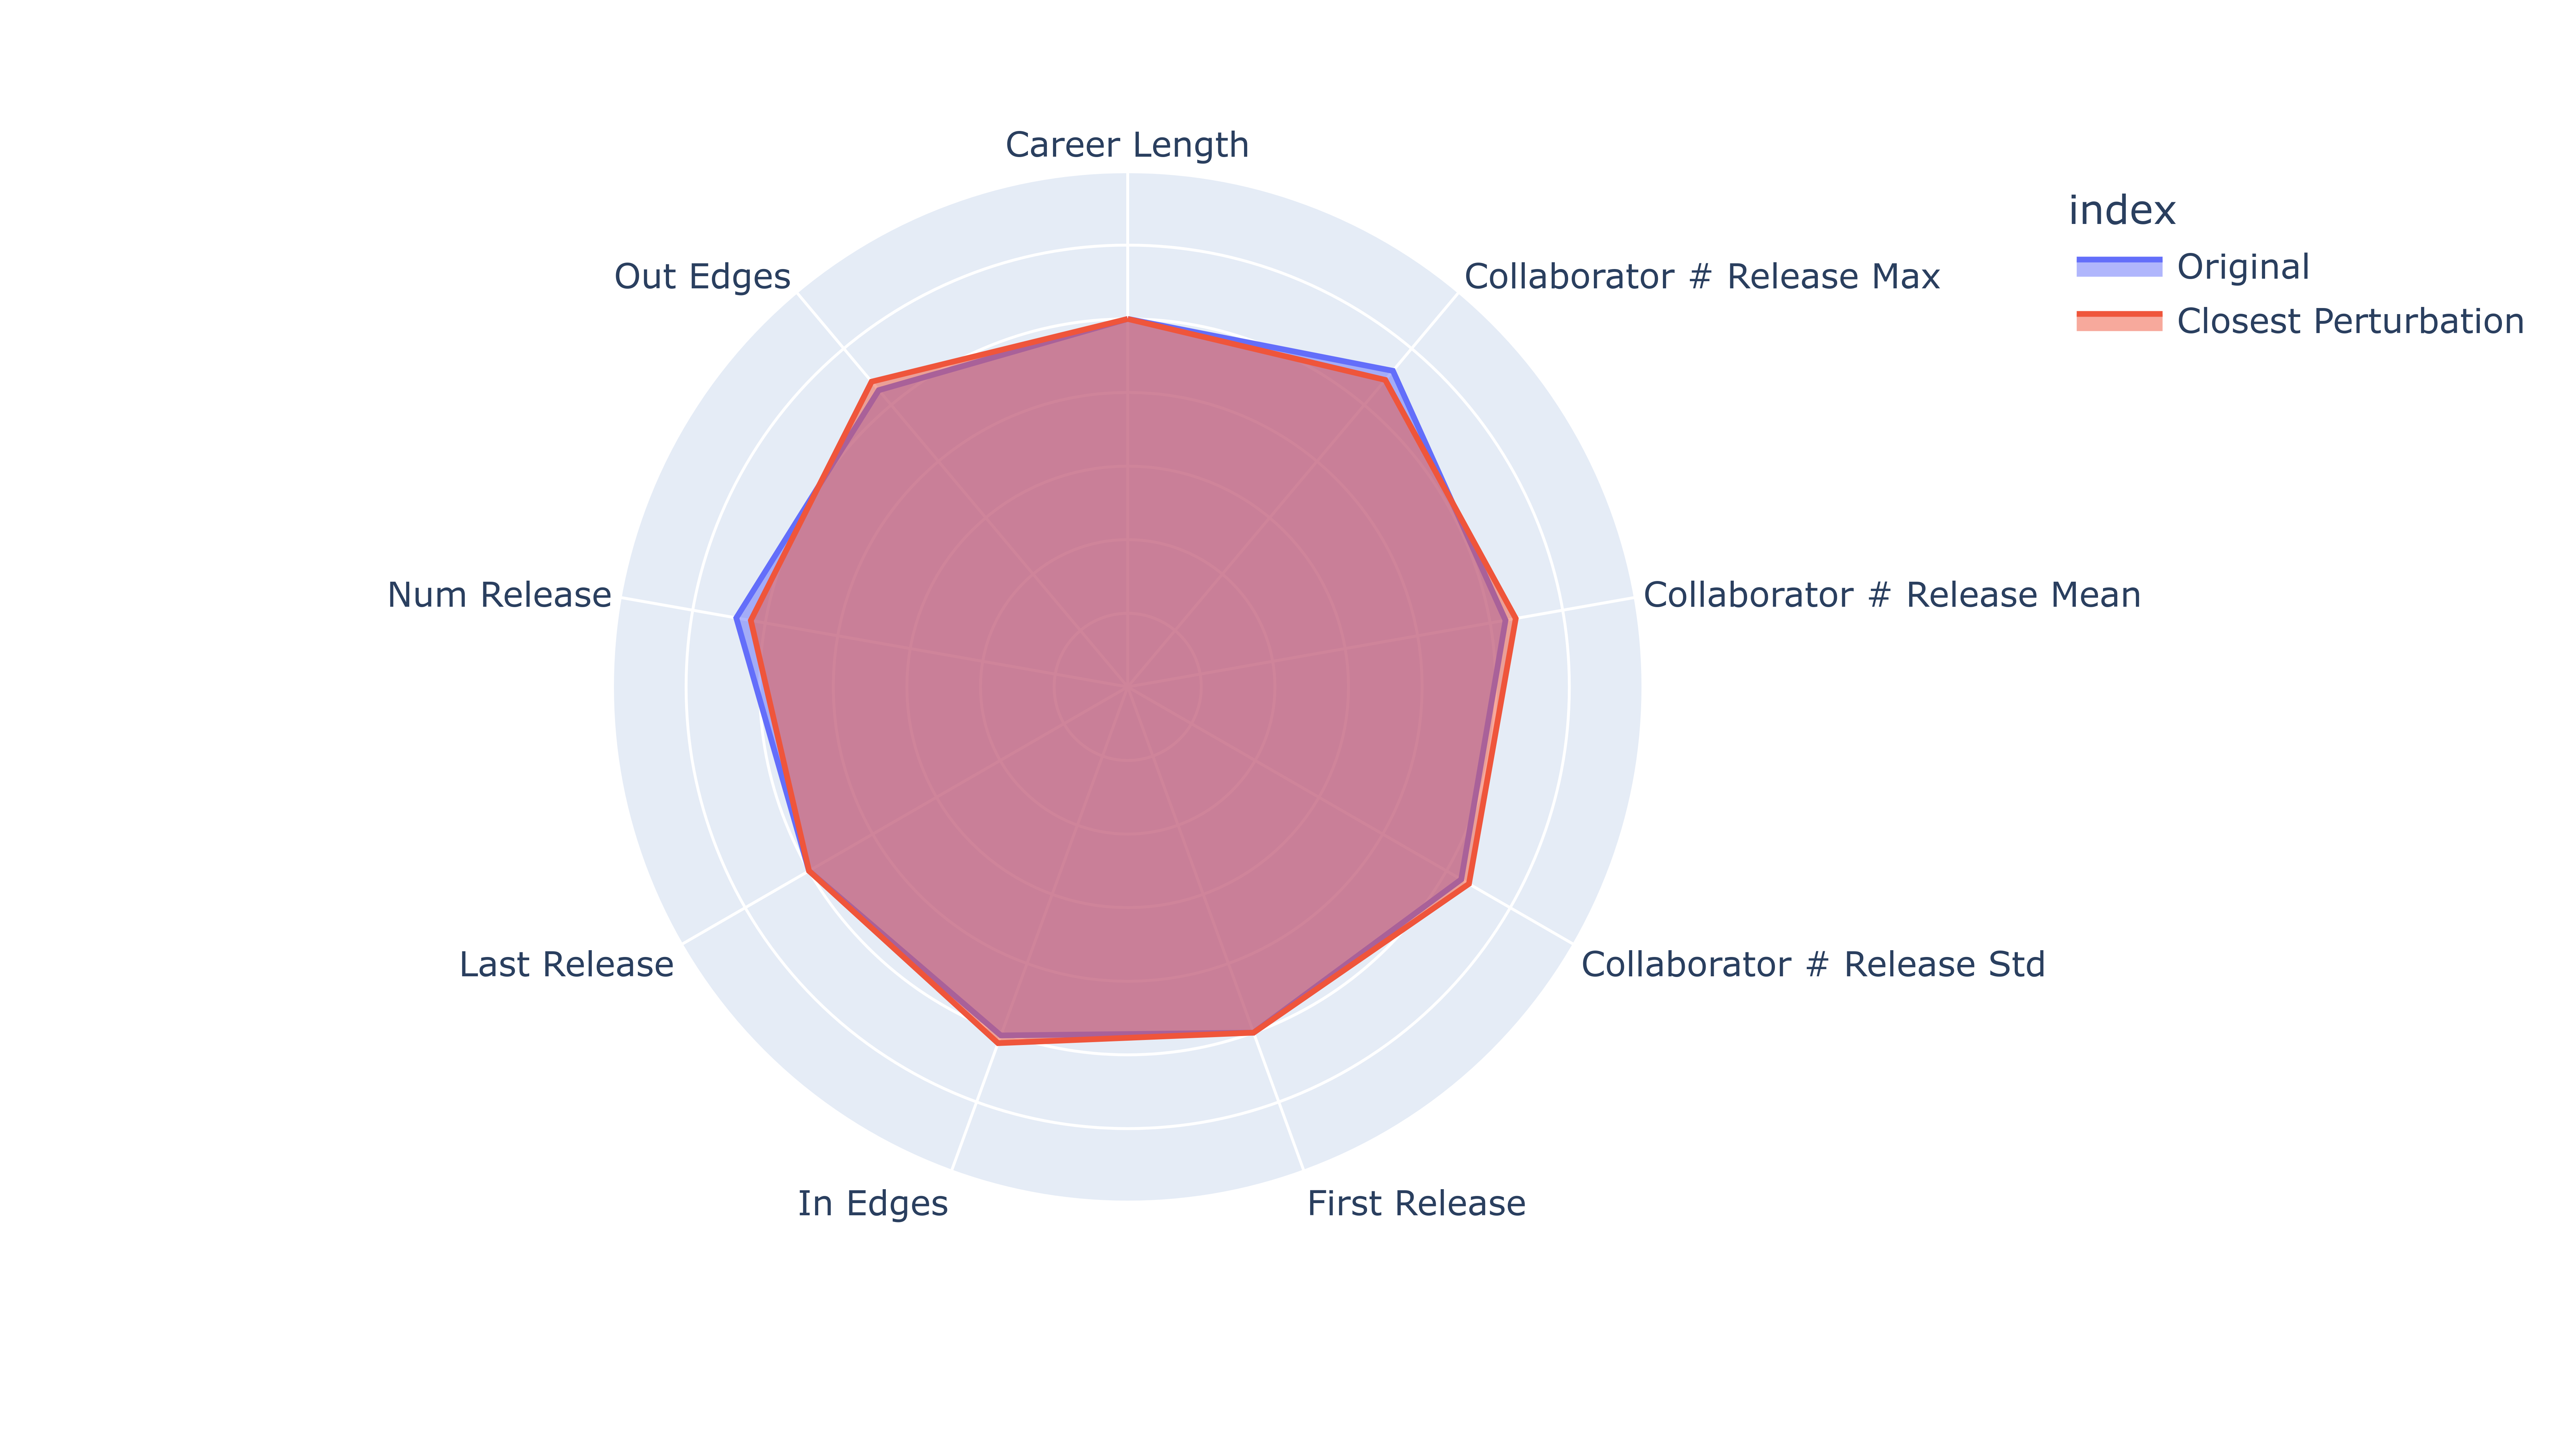 Career Length
Collaborator # Release Max
Collaborator # Release Mean
Collaborator # Release Std
First Release
In Edges
Last Release
Num Release
Out Edges
index
Original
Closest Perturbation